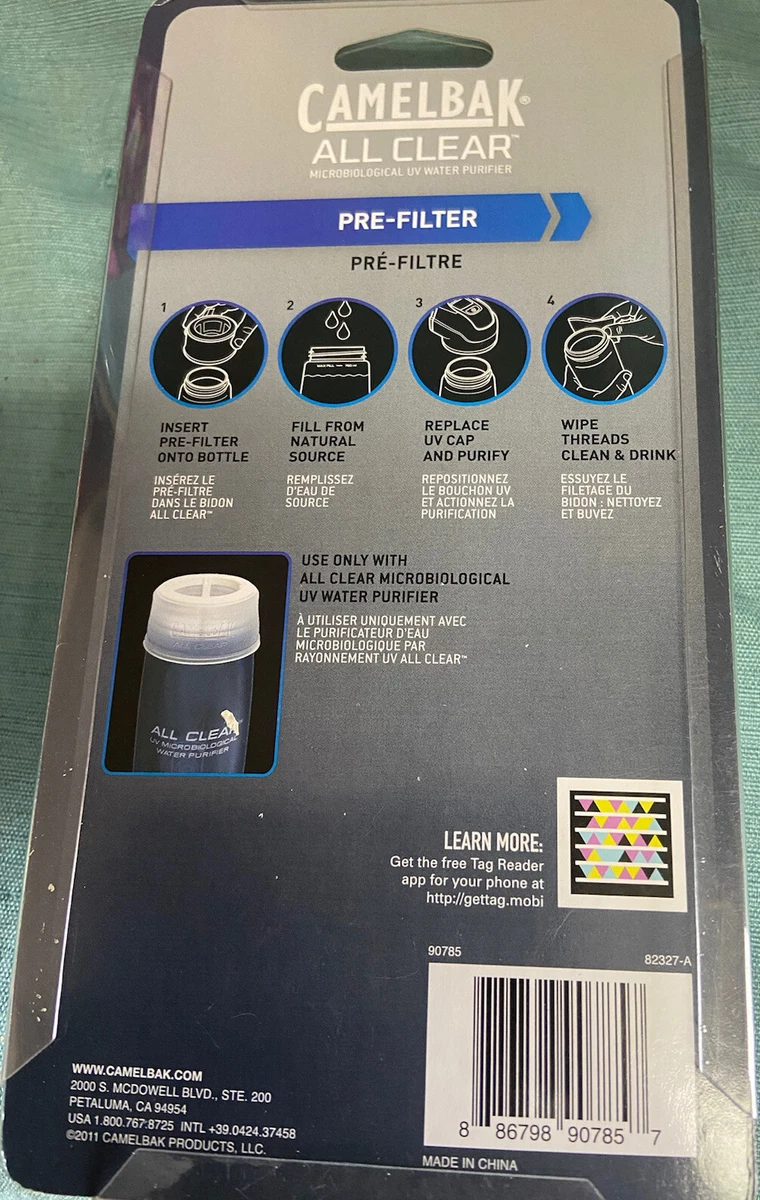 CAMELBAK®
ALL CLEAR™
MICROBIOLOGICAL UV WATER PURIFIER
PRE-FILTER
PRÉ-FILTRE
1
2
3
4
INSERT
PRE-FILTER
ONTO BOTTLE
INSÉREZ LE
PRÉ-FILTRE
DANS LE BIDON
ALL CLEAR™
FILL FROM
NATURAL
SOURCE
REMPLISSEZ
D'EAU DE
SOURCE
REPLACE
UV CAP
AND PURIFY
REPOSITIONNEZ
LE BOUCHON UV
ET ACTIONNEZ LA
PURIFICATION
WIPE
THREADS
CLEAN & DRINK
ESSUYEZ LE
FILETAGE DU
BIDON : NETTOYEZ
ET BUVEZ
USE ONLY WITH
ALL CLEAR MICROBIOLOGICAL
UV WATER PURIFIER
À UTILISER UNIQUEMENT AVEC
LE PURIFICATEUR D'EAU
MICROBIOLOGIQUE PAR
RAYONNEMENT UV ALL CLEAR™
ALL CLEAR
UV MICROBIOLOGICAL
WATER PURIFIER
LEARN MORE:
Get the free Tag Reader
app for your phone at
http://gettag.mobi
90785
82327-A
8 86798 90785 7
MADE IN CHINA
WWW.CAMELBAK.COM
2000 S. MCDOWELL BLVD., STE. 200
PETALUMA, CA 94954
USA 1.800.767.8725 INTL +39.0424.37458
©2011 CAMELBAK PRODUCTS, LLC.